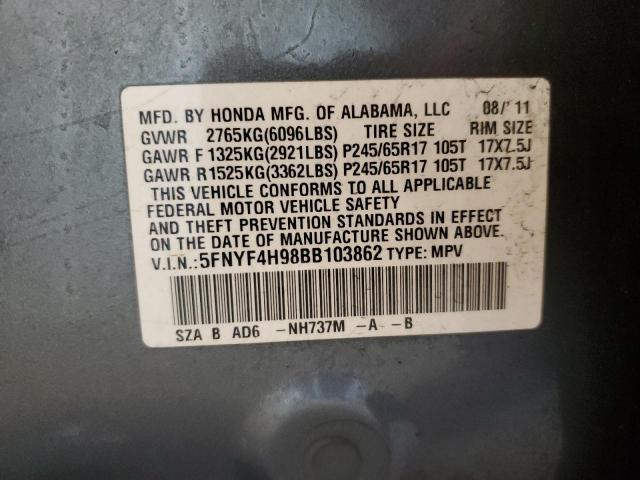 MFD. BY HONDA MFG. OF ALABAMA, LLC 08/'11
GVWR 2765KG(6096LBS) TIRE SIZE RIM SIZE
GAWR F 1325KG(2921LBS) P245/65R17 105T 17X7.5J
GAWR R1525KG(3362LBS) P245/65R17 105T 17X7.5J
THIS VEHICLE CONFORMS TO ALL APPLICABLE
FEDERAL MOTOR VEHICLE SAFETY
AND THEFT PREVENTION STANDARDS IN EFFECT
ON THE DATE OF MANUFACTURE SHOWN ABOVE.
V.I.N.:5FNYF4H98BB103862 TYPE: MPV
SZA B AD6 -NH737M -A -B